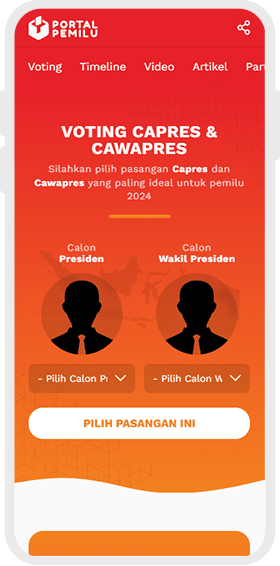 PORTAL
PEMILU
Voting Timeline Video Artikel Part
VOTING CAPRES &
CAWAPRES
Silahkan pilih pasangan Capres dan
Cawapres yang paling ideal untuk pemilu
2024
Calon
Presiden
Calon
Wakil Presiden
- Pilih Calon Pr
- Pilih Calon W
PILIH PASANGAN INI